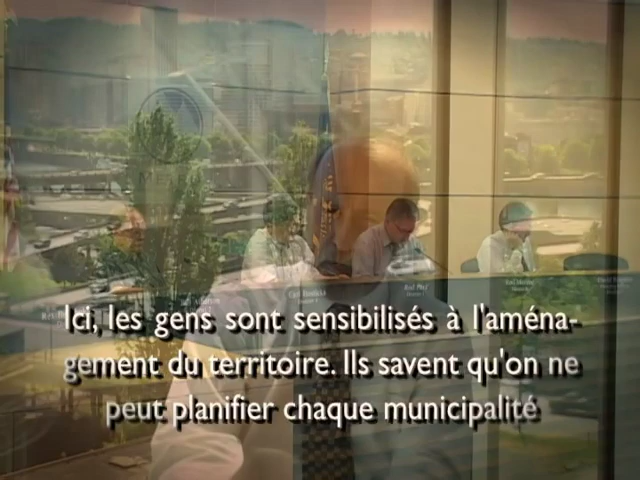 Ici, les gens sont sensibilisés à l'aména-
gement du territoire. Ils savent qu'on ne
peut planifier chaque municipalité